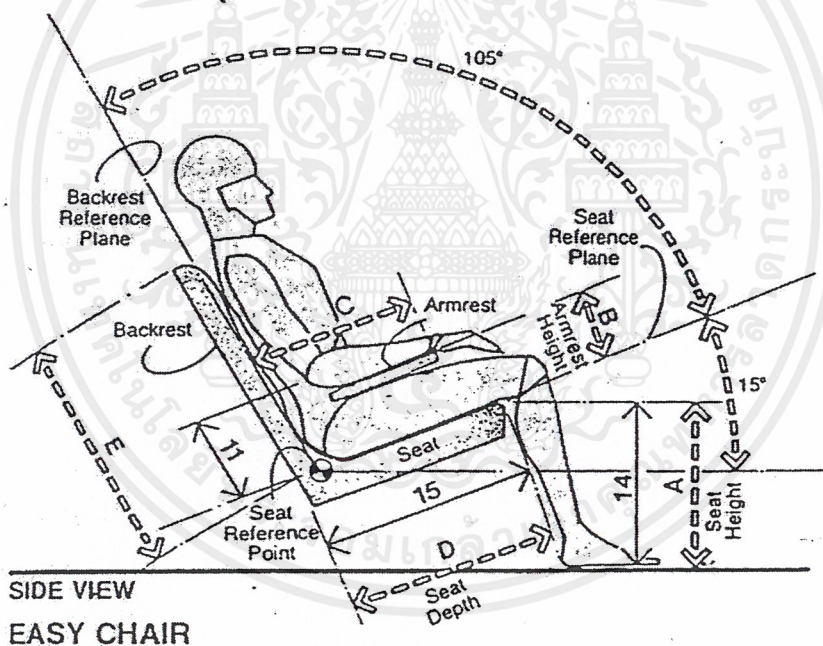 105°
Backrest
Reference
Plane
Seat
Reference
Plane
Backrest
C
Armrest
B
Armrest
Height
15°
E
11
Seat
15
14
A
Seat
Height
Seat
Reference
Point
D
Seat
Depth
SIDE VIEW
EASY CHAIR